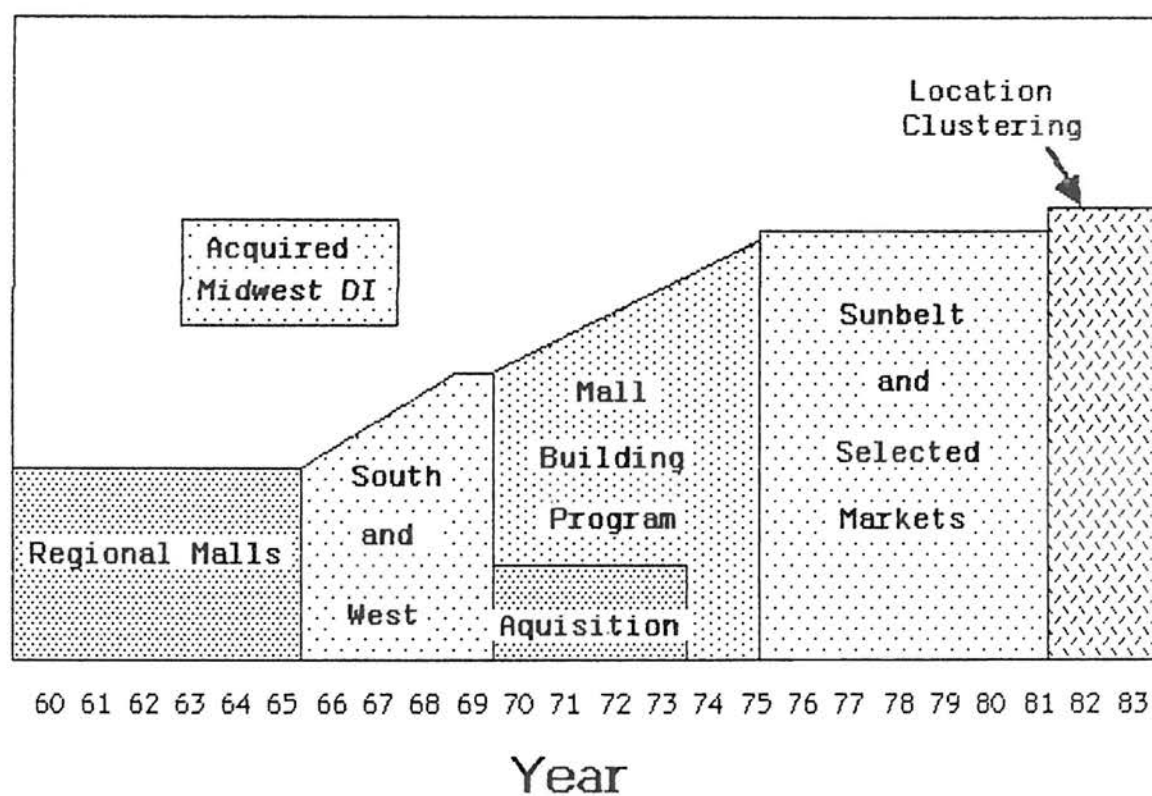 Location
Clustering
Acquired
Midwest DI
Sunbelt
and
Selected
Markets
Mall
Building
Program
South
and
West
Regional Malls
Aquisition
60 61 62 63 64 65 66 67 68 69 70 71 72 73 74 75 76 77 78 79 80 81 82 83
Year